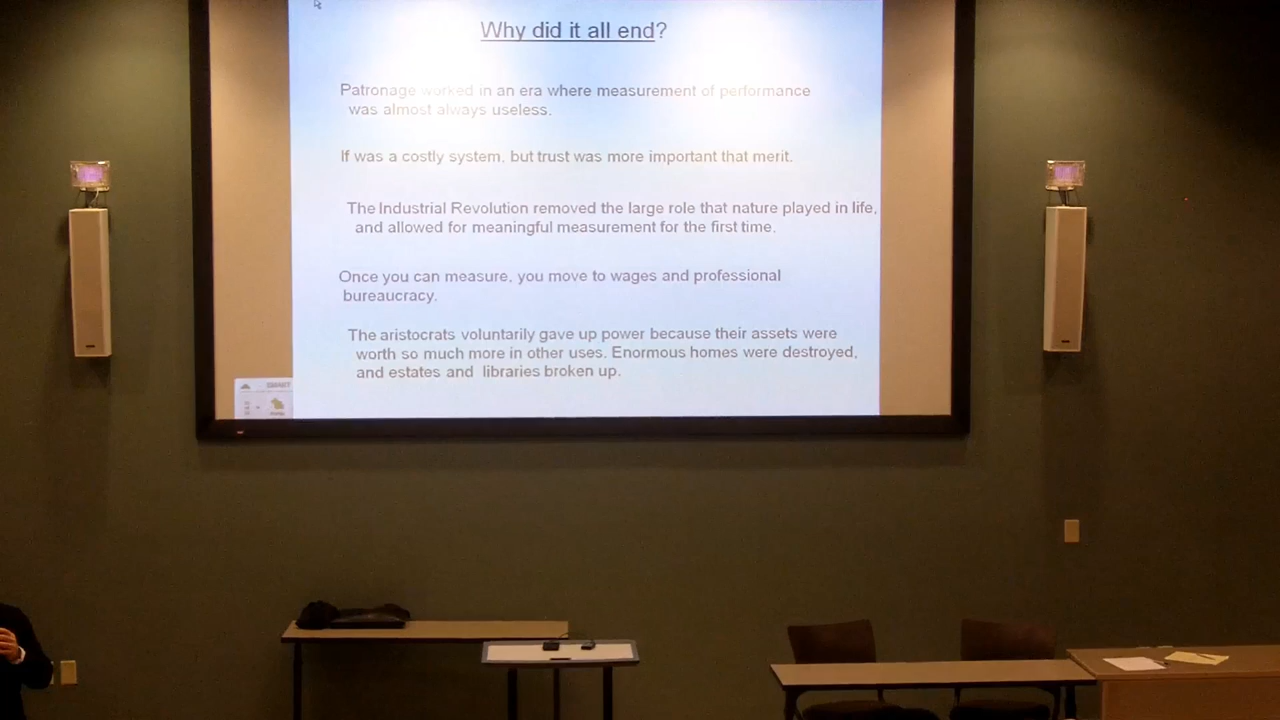 Why did it all end?
Patronage worked in an era where measurement of performance
was almost always useless.
If was a costly system, but trust was more important that merit.
The Industrial Revolution removed the large role that nature played in life,
and allowed for meaningful measurement for the first time.
Once you can measure, you move to wages and professional
bureaucracy.
The aristocrats voluntarily gave up power because their assets were
worth so much more in other uses. Enormous homes were destroyed,
and estates and libraries broken up.
SMART